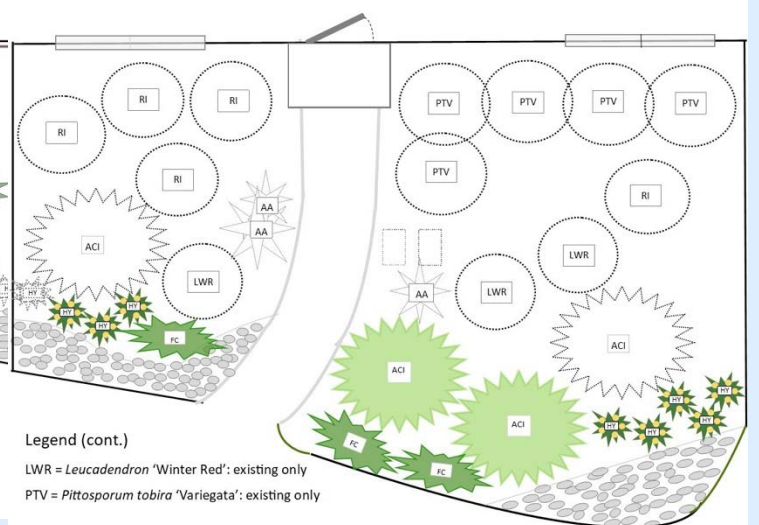 PTV PTV PTV PTV
RI RI
RI
PTV
RI
RI
AA
AA
ACI
LWR
LWR
LWR
HY
AA
HY
HY
HY
FC
ACI
ACI
HY
HY
HY
ACI
HY
HY
FC
FC
Legend (cont.)
LWR = Leucadendron 'Winter Red': existing only
PTV = Pittosporum tobira 'Variegata': existing only